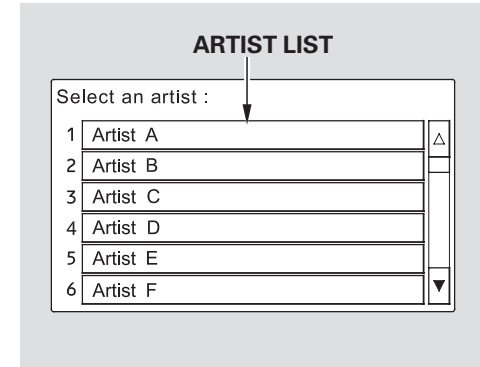 ARTIST LIST
Select an artist :
1 Artist A
2 Artist B
3 Artist C
4 Artist D
5 Artist E
6 Artist F